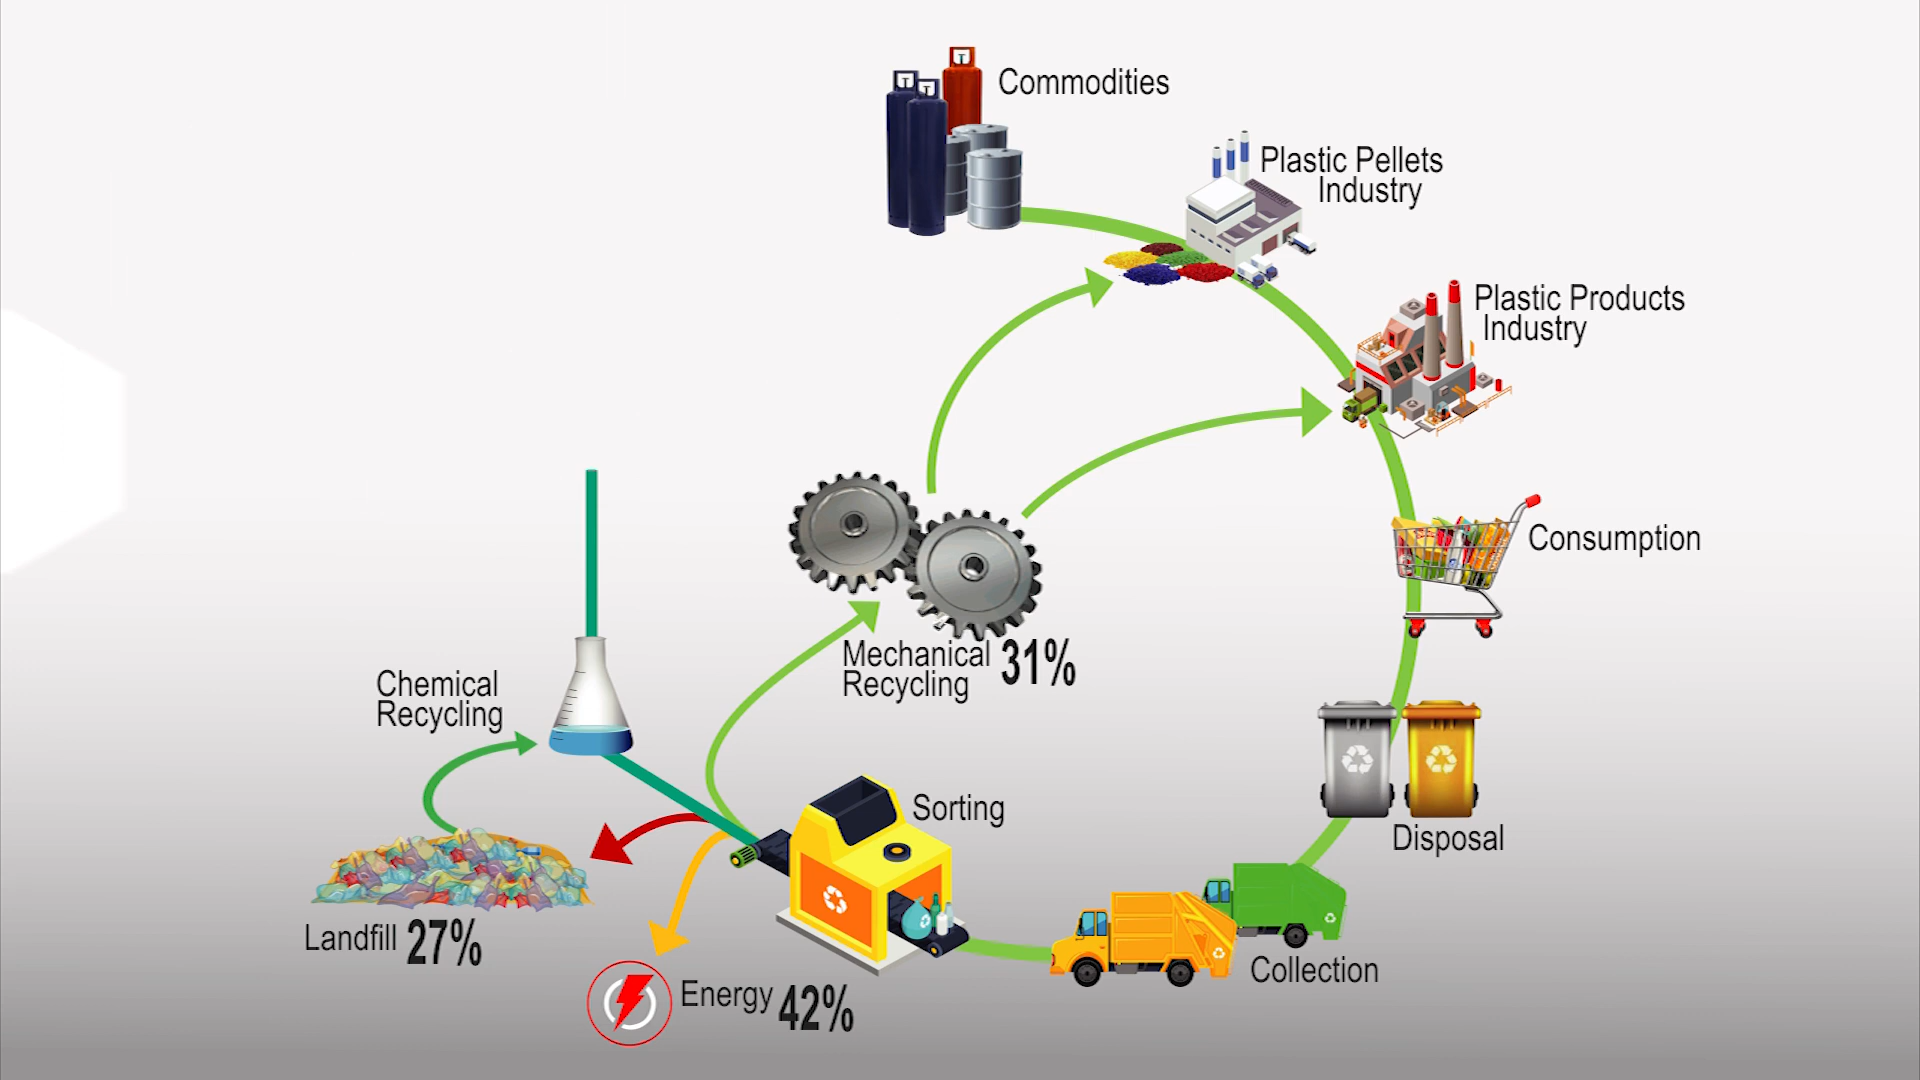 Commodities
Plastic Pellets
Industry
Plastic Products
Industry
Consumption
Mechanical
Recycling 31%
Chemical
Recycling
Sorting
Disposal
Landfill 27%
Collection
Energy 42%